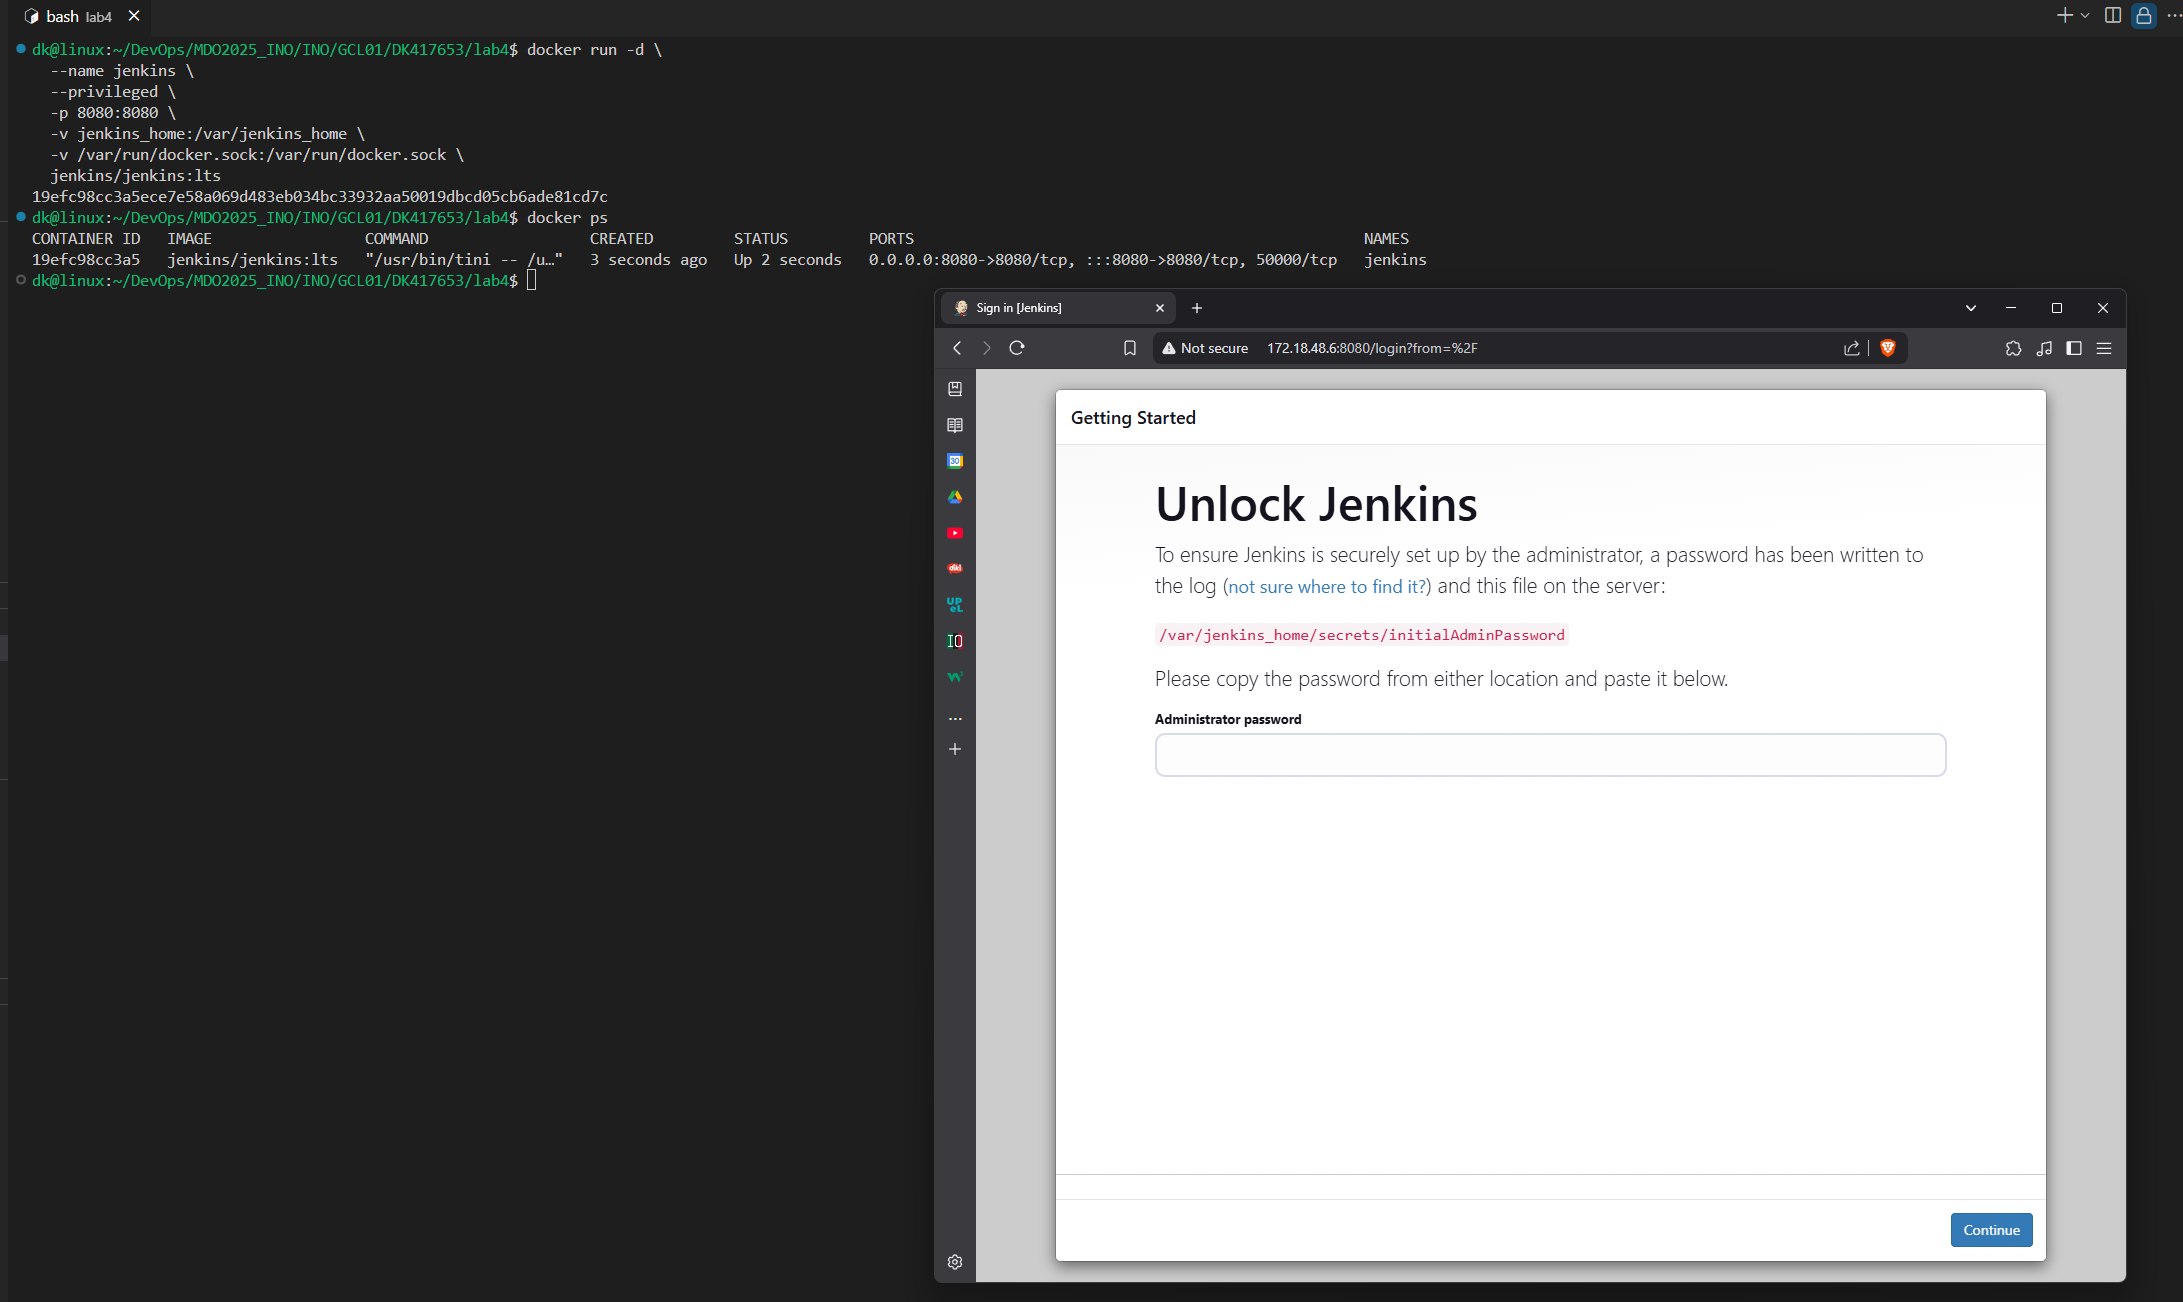 bash lab4
dk@linux:~/DevOps/MDO2025_INO/INO/GCL01/DK417653/lab4$ docker run -d \
--name jenkins \
--privileged \
-p 8080:8080 \
-v jenkins_home:/var/jenkins_home \
-v /var/run/docker.sock:/var/run/docker.sock \
jenkins/jenkins:lts
19efc98cc3a5ece7e58a069d483eb034bc33932aa50019dbcd05cb6ade81cd7c
dk@linux:~/DevOps/MDO2025_INO/INO/GCL01/DK417653/lab4$ docker ps
CONTAINER ID IMAGE COMMAND CREATED STATUS PORTS NAMES
19efc98cc3a5 jenkins/jenkins:lts "/usr/bin/tini -- /u…" 3 seconds ago Up 2 seconds 0.0.0.0:8080->8080/tcp, :::8080->8080/tcp, 50000/tcp jenkins
dk@linux:~/DevOps/MDO2025_INO/INO/GCL01/DK417653/lab4$
Sign in [Jenkins]
Not secure 172.18.48.6:8080/login?from=%2F
Getting Started
30
Unlock Jenkins
To ensure Jenkins is securely set up by the administrator, a password has been written to
the log (not sure where to find it?) and this file on the server:
/var/jenkins_home/secrets/initialAdminPassword
Please copy the password from either location and paste it below.
Administrator password
UPeL
Continue